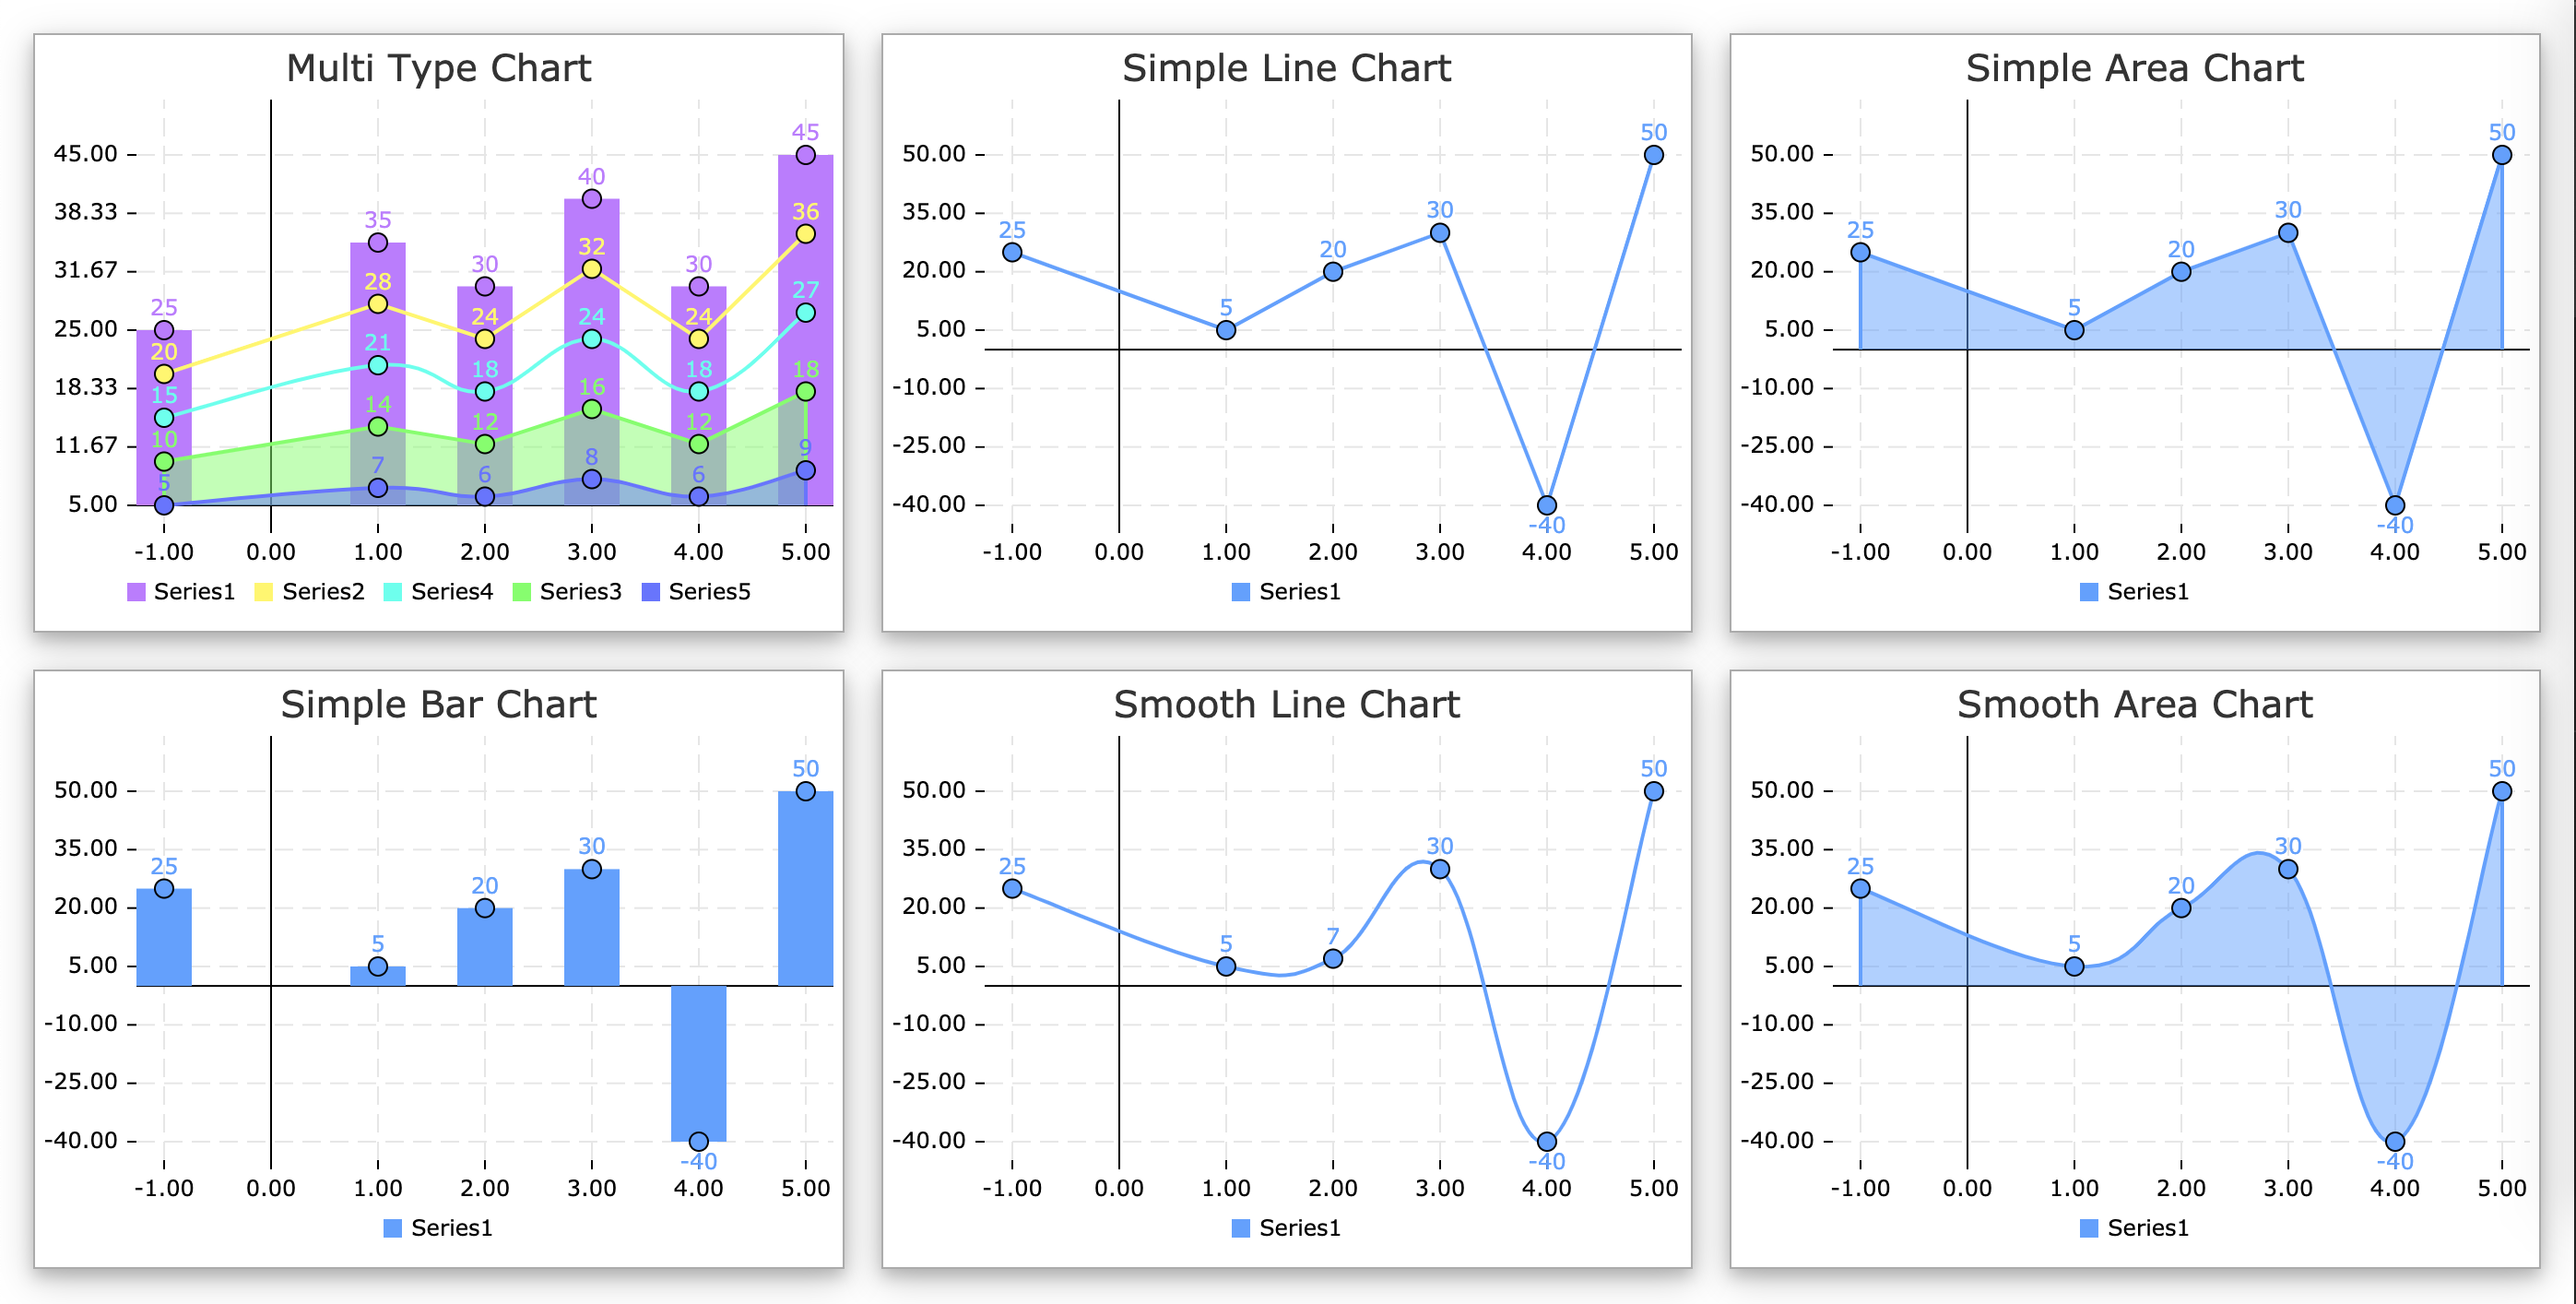 Multi Type Chart
45.00
38.33
31.67
25.00
18.33
11.67
5.00
25 35 30 40 30 45
20 28 24 32 24 36
15 21 18 24 18 27
10 14 12 16 12 18
5 7 6 8 6 9
-1.00 0.00 1.00 2.00 3.00 4.00 5.00
Series1 Series2 Series4 Series3 Series5
Simple Line Chart
50.00
35.00
20.00
5.00
-10.00
-25.00
-40.00
25 5 20 30 -40 50
-1.00 0.00 1.00 2.00 3.00 4.00 5.00
Series1
Simple Area Chart
50.00
35.00
20.00
5.00
-10.00
-25.00
-40.00
25 5 20 30 -40 50
-1.00 0.00 1.00 2.00 3.00 4.00 5.00
Series1
Simple Bar Chart
50.00
35.00
20.00
5.00
-10.00
-25.00
-40.00
25 5 20 30 -40 50
-1.00 0.00 1.00 2.00 3.00 4.00 5.00
Series1
Smooth Line Chart
50.00
35.00
20.00
5.00
-10.00
-25.00
-40.00
25 5 7 30 -40 50
-1.00 0.00 1.00 2.00 3.00 4.00 5.00
Series1
Smooth Area Chart
50.00
35.00
20.00
5.00
-10.00
-25.00
-40.00
25 5 20 30 -40 50
-1.00 0.00 1.00 2.00 3.00 4.00 5.00
Series1